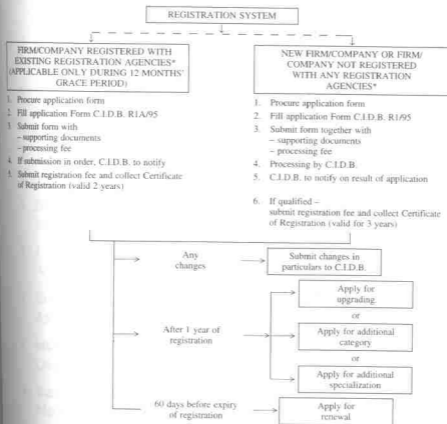 REGISTRATION SYSTEM
FIRM/COMPANY REGISTERED WITH
EXISTING REGISTRATION AGENCIES*
(APPLICABLE ONLY DURING 12 MONTHS'
GRACE PERIOD)
1. Procure application form
2. Fill application Form C.I.D.B. R1A/95
3. Submit form with
– supporting documents
– processing fee
4. If submission in order, C.I.D.B. to notify
5. Submit registration fee and collect Certificate
of Registration (valid 2 years)
NEW FIRM/COMPANY OR FIRM/
COMPANY NOT REGISTERED
WITH ANY REGISTRATION
AGENCIES*
1. Procure application form
2. Fill application Form C.I.D.B. R1/95
3. Submit form together with
– supporting documents
– processing fee
4. Processing by C.I.D.B.
5. C.I.D.B. to notify on result of application
6. If qualified –
submit registration fee and collect Certificate
of Registration (valid for 3 years)
Any
changes
Submit changes in
particulars to C.I.D.B.
After 1 year of
registration
Apply for
upgrading
or
Apply for additional
category
or
Apply for additional
specialization
60 days before expiry
of registration
Apply for
renewal